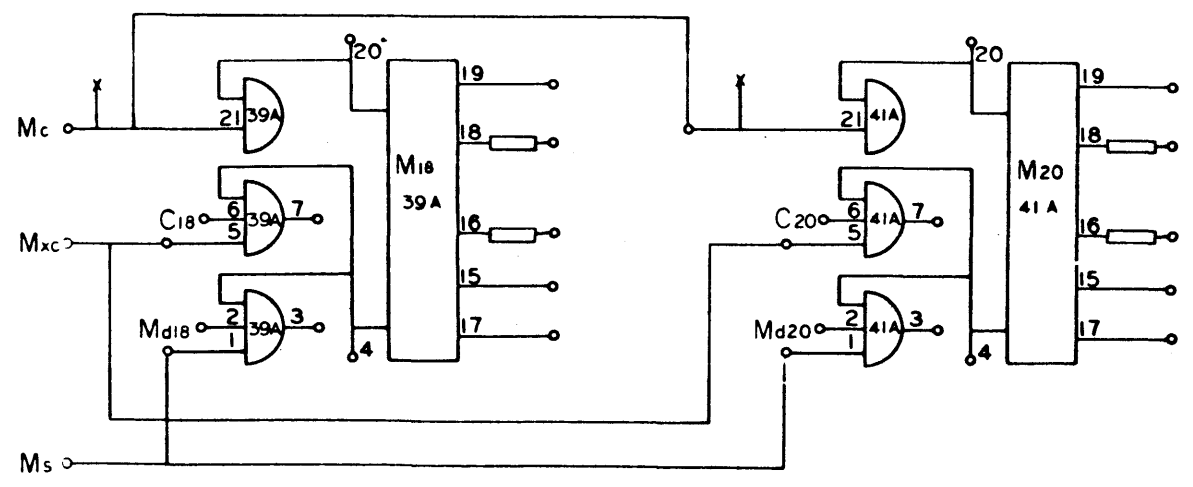 20 20
19 19
Mc 21 39A 21 41A
18 18
M18 M20
39A 41A
C18 6 39A 7 C20 6 41A 7
16 16
Mxc 5 5
15 15
Md18 2 39A 3 Md20 2 41A 3
17 17
1 4 1 4
Ms